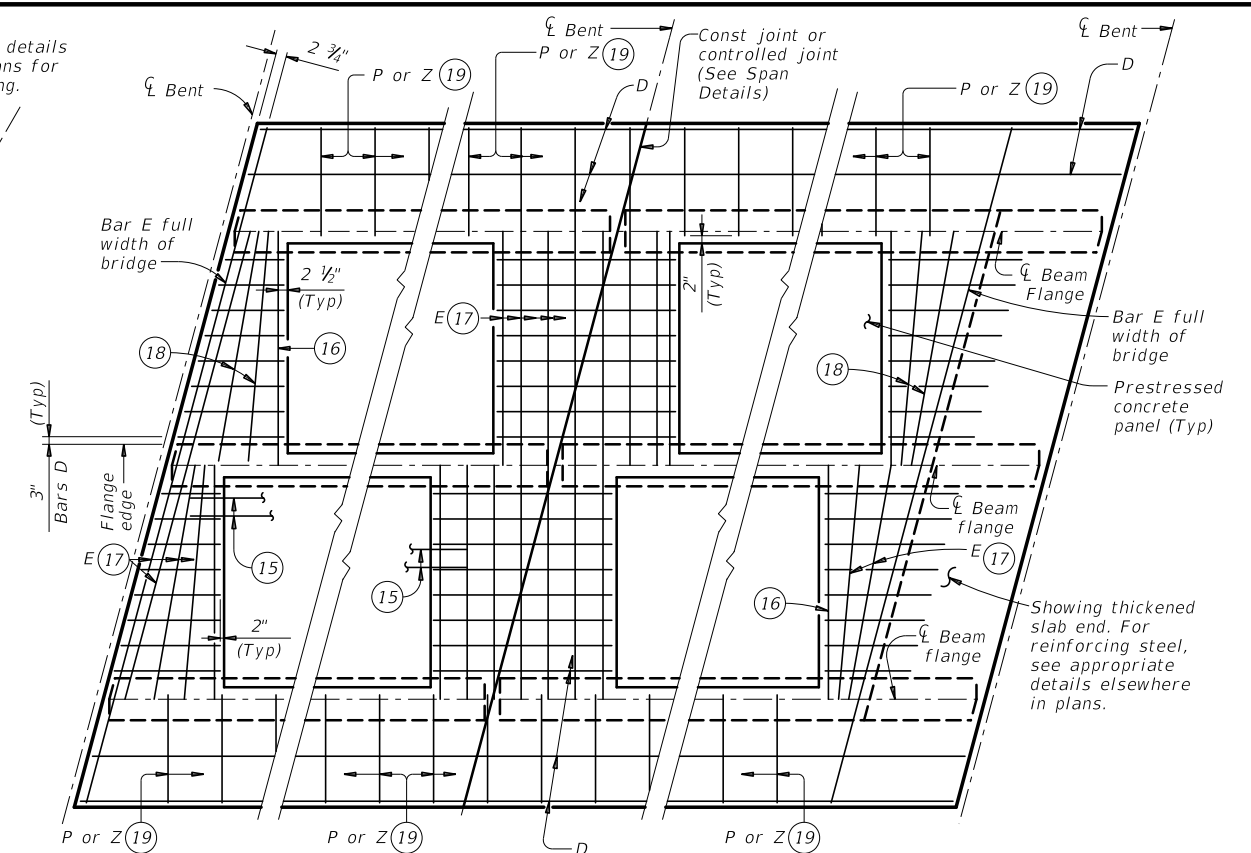 details
ns for
ng.
2 ¾"
℄ Bent
P or Z 19
℄ Bent
P or Z 19
D
Const joint or
controlled joint
(See Span
Details)
P or Z 19
℄ Bent
D
Bar E full
width of
bridge
2 ½"
(Typ)
E 17
2"
(Typ)
℄ Beam
Flange
Bar E full
width of
bridge
18
16
18
Prestressed
concrete
panel (Typ)
(Typ)
3"
Bars D
Flange
edge
℄ Beam
flange
E 17
15
15
E 17
16
2"
(Typ)
℄ Beam
flange
Showing thickened
slab end. For
reinforcing steel,
see appropriate
details elsewhere
in plans.
P or Z 19
P or Z 19
D
P or Z 19